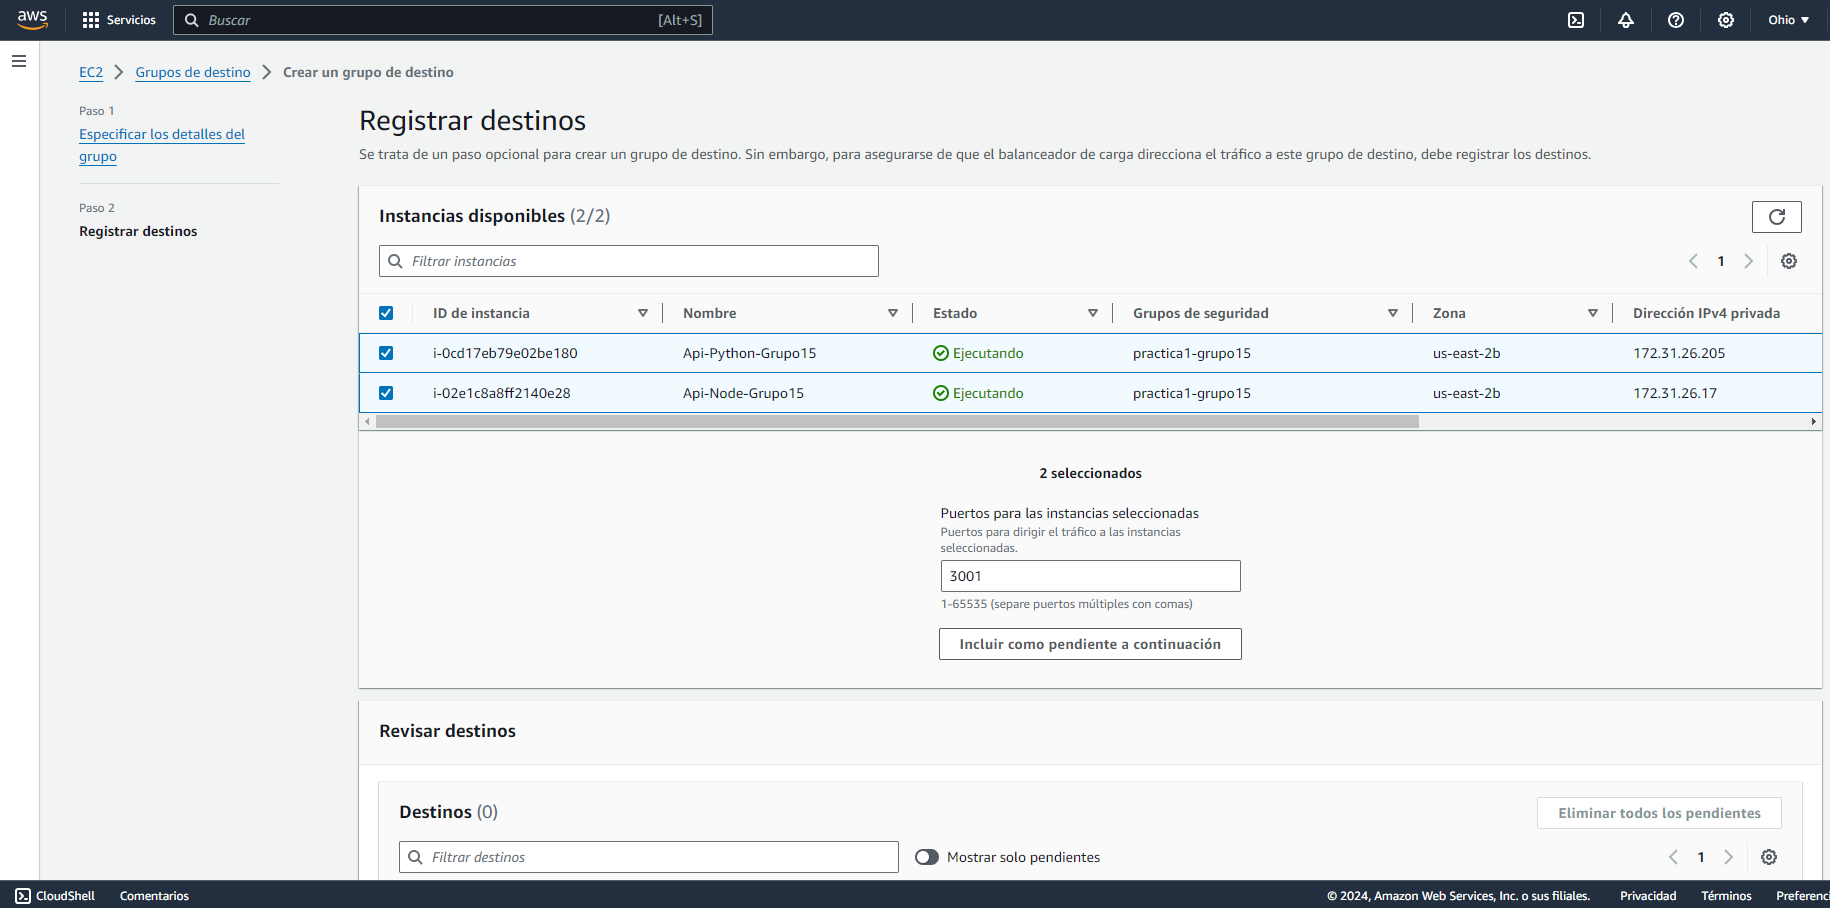 aws Servicios Buscar [Alt+S] Ohio
EC2 Grupos de destino Crear un grupo de destino
Paso 1
Especificar los detalles del
grupo
Paso 2
Registrar destinos
Registrar destinos
Se trata de un paso opcional para crear un grupo de destino. Sin embargo, para asegurarse de que el balanceador de carga direcciona el tráfico a este grupo de destino, debe registrar los destinos.
Instancias disponibles (2/2)
Filtrar instancias
1
ID de instancia Nombre Estado Grupos de seguridad Zona Dirección IPv4 privada
i-0cd17eb79e02be180 Api-Python-Grupo15 Ejecutando practica1-grupo15 us-east-2b 172.31.26.205
i-02e1c8a8ff2140e28 Api-Node-Grupo15 Ejecutando practica1-grupo15 us-east-2b 172.31.26.17
2 seleccionados
Puertos para las instancias seleccionadas
Puertos para dirigir el tráfico a las instancias
seleccionadas.
3001
1-65535 (separe puertos múltiples con comas)
Incluir como pendiente a continuación
Revisar destinos
Destinos (0)
Eliminar todos los pendientes
Filtrar destinos Mostrar solo pendientes 1
CloudShell Comentarios © 2024, Amazon Web Services, Inc. o sus filiales. Privacidad Términos Preferenci